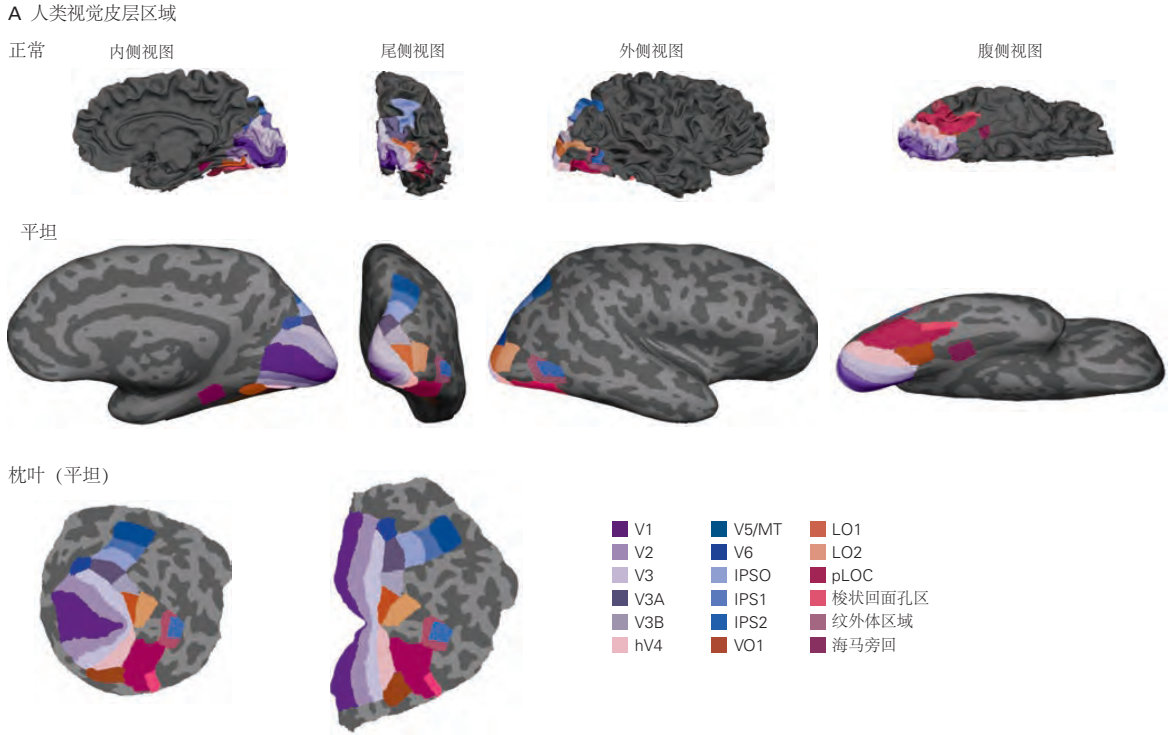 A 人类视觉皮层区域
正常
内侧视图
尾侧视图
外侧视图
腹侧视图
平坦
枕叶 (平坦)
V1
V2
V3
V3A
V3B
hV4
V5/MT
V6
IPSO
IPS1
IPS2
VO1
LO1
LO2
pLOC
梭状回面孔区
纹外体区域
海马旁回